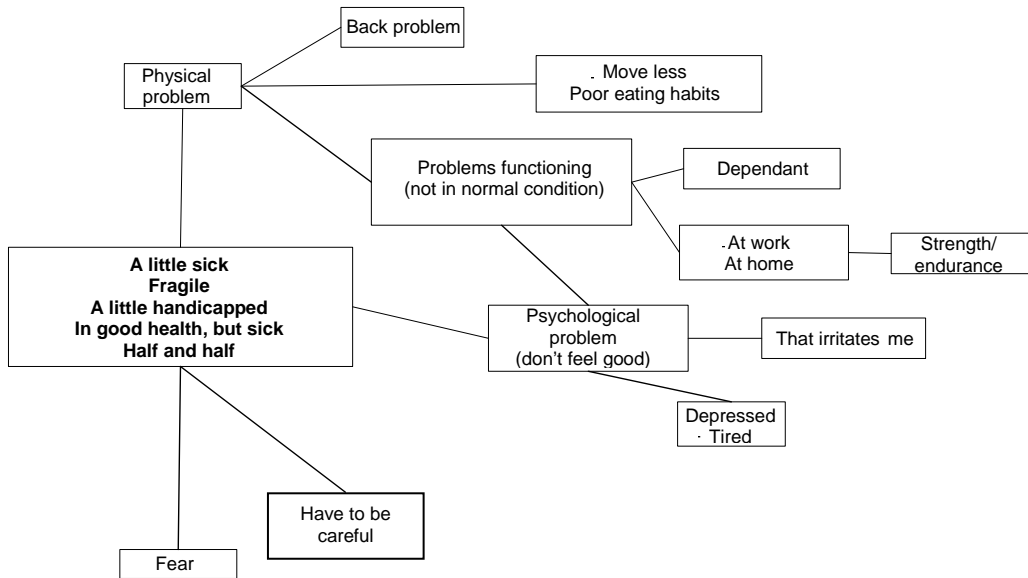 Back problem
Physical
problem
Move less
Poor eating habits
Problems functioning
(not in normal condition)
Dependant
At work
At home
Strength/
endurance
A little sick
Fragile
A little handicapped
In good health, but sick
Half and half
Psychological
problem
(don't feel good)
That irritates me
Depressed
Tired
Have to be
careful
Fear